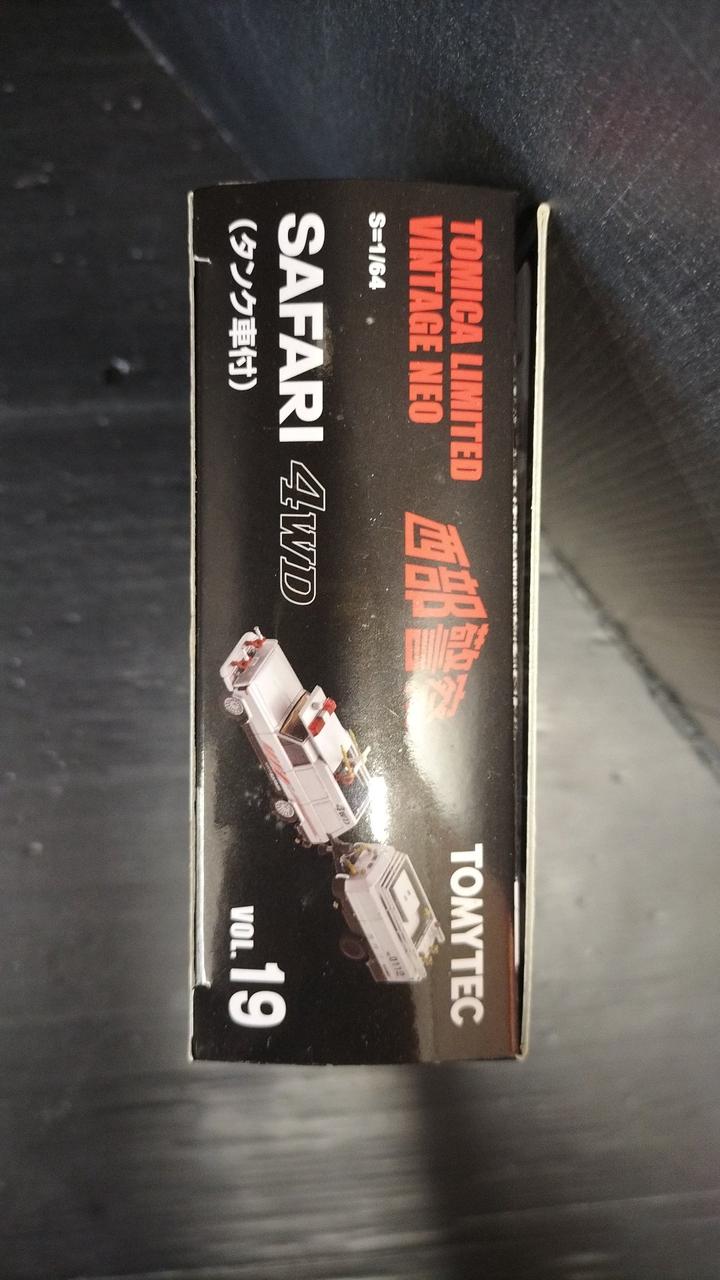 TOMICA LIMITED
VINTAGE NEO
西部警察
TOMYTEC
S=1/64
SAFARI 4WD
(タンク車付)
VOL.19
4WD